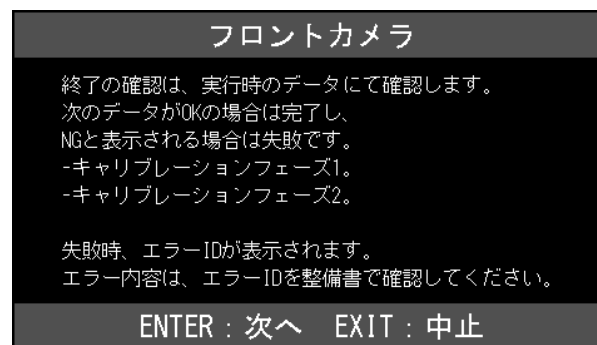 フロントカメラ
終了の確認は、実行時のデータにて確認します。
次のデータがOKの場合は完了し、
NGと表示される場合は失敗です。
-キャリブレーションフェーズ1。
-キャリブレーションフェーズ2。
失敗時、エラーIDが表示されます。
エラー内容は、エラーIDを整備書で確認してください。
ENTER：次へ EXIT：中止